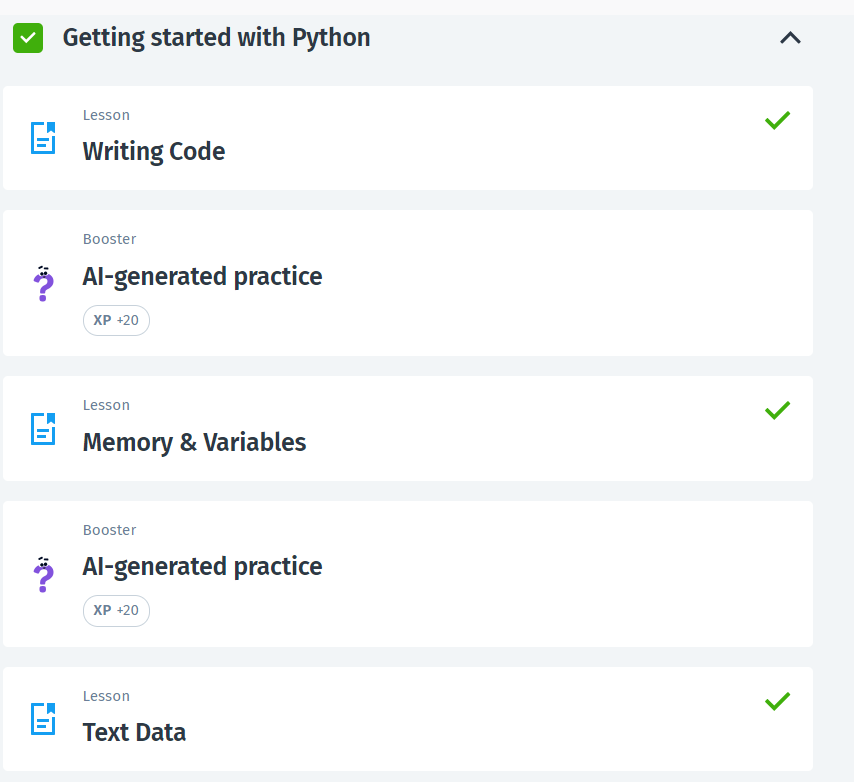 Getting started with Python
Lesson
Writing Code
Booster
AI-generated practice
XP +20
Lesson
Memory & Variables
Booster
AI-generated practice
XP +20
Lesson
Text Data